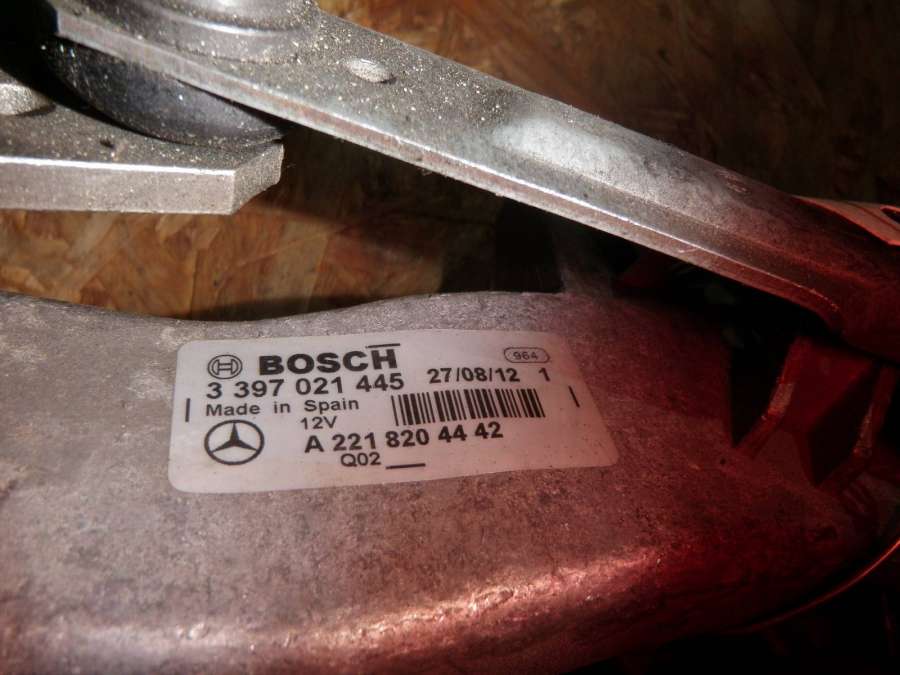 BOSCH 964
3 397 021 445 27/08/12 1
Made in Spain
12V
A 221 820 44 42
Q02